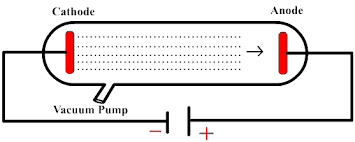 Cathode
Anode
Vacuum Pump
− +